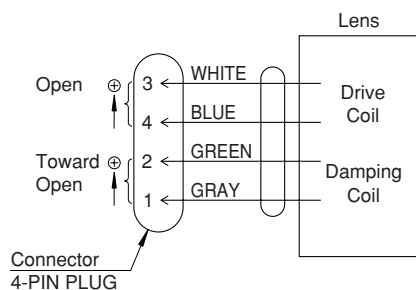 Lens
Open ⊕ 3 WHITE
Drive
Coil
4 BLUE
Toward ⊕ 2 GREEN
Open
Damping
Coil
1 GRAY
Connector
4-PIN PLUG